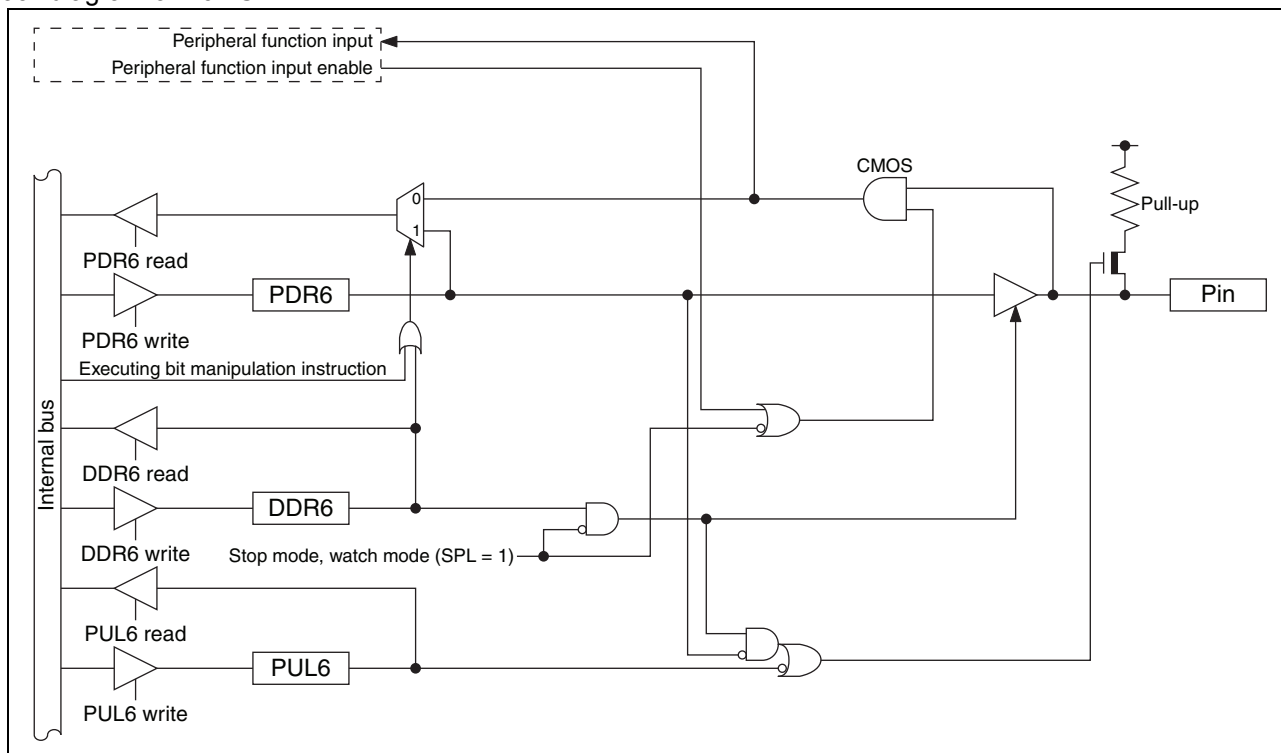 Peripheral function input
Peripheral function input enable
CMOS
0
Pull-up
1
PDR6 read
PDR6
Pin
PDR6 write
Executing bit manipulation instruction
Internal bus
DDR6 read
DDR6
DDR6 write
Stop mode, watch mode (SPL = 1)
PUL6 read
PUL6
PUL6 write